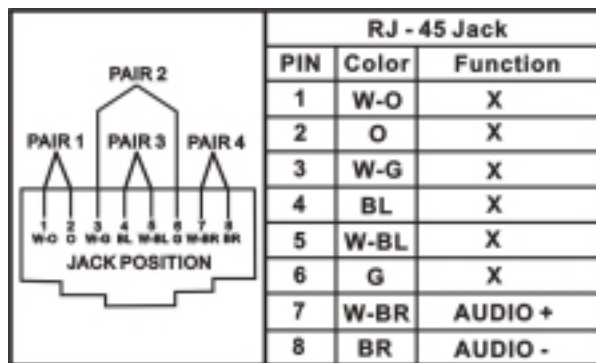 PAIR 2
PAIR 1 PAIR 3 PAIR 4
1 2 3 4 5 6 7 8
W-O O W-G BL W-BL G W-BR BR
JACK POSITION
RJ - 45 Jack
PIN Color Function
1 W-O X
2 O X
3 W-G X
4 BL X
5 W-BL X
6 G X
7 W-BR AUDIO +
8 BR AUDIO -